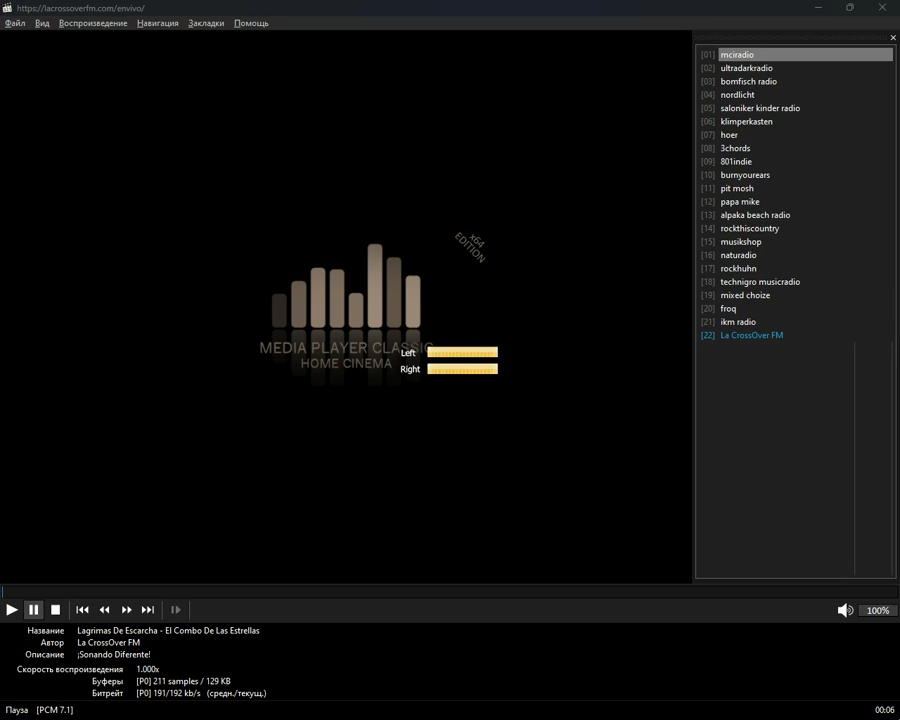 https://lacrossoverfm.com/envivo/
Файл Вид Воспроизведение Навигация Закладки Помощь
[01] mciradio
[02] ultradarkradio
[03] bomfisch radio
[04] nordlicht
[05] saloniker kinder radio
[06] klimperkasten
[07] hoer
[08] 3chords
[09] 801indie
[10] burnyourears
[11] pit mosh
[12] papa mike
[13] alpaka beach radio
[14] rockthiscountry
[15] musikshop
[16] naturadio
[17] rockhuhn
[18] technigro musicradio
[19] mixed choize
[20] froq
[21] ikm radio
[22] La CrossOver FM
x64
EDITION
MEDIA PLAYER CLASSIC
HOME CINEMA
Left
Right
100%
Название Lagrimas De Escarcha - El Combo De Las Estrellas
Автор La CrossOver FM
Описание ¡Sonando Diferente!
Скорость воспроизведения 1.000x
Буферы [P0] 211 samples / 129 KB
Битрейт [P0] 191/192 kb/s (средн./текущ.)
Пауза [PCM 7.1] 00:06